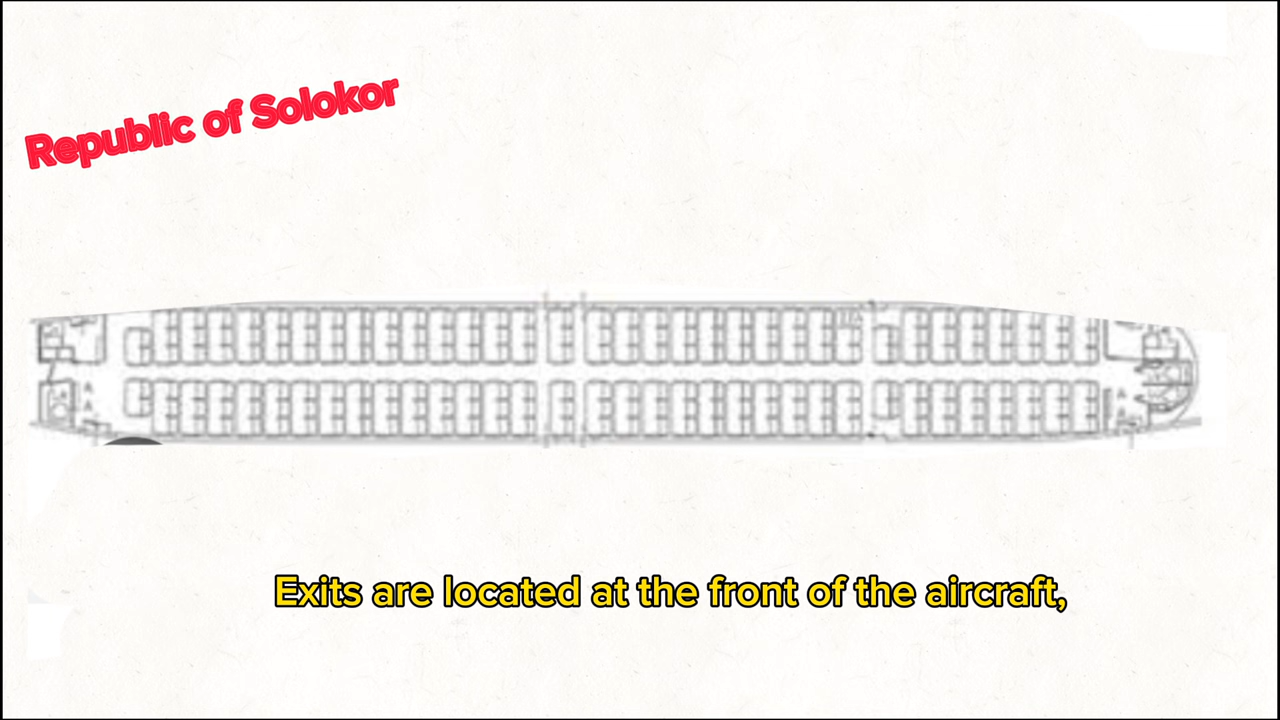 Republic of Solokor
Exits are located at the front of the aircraft,